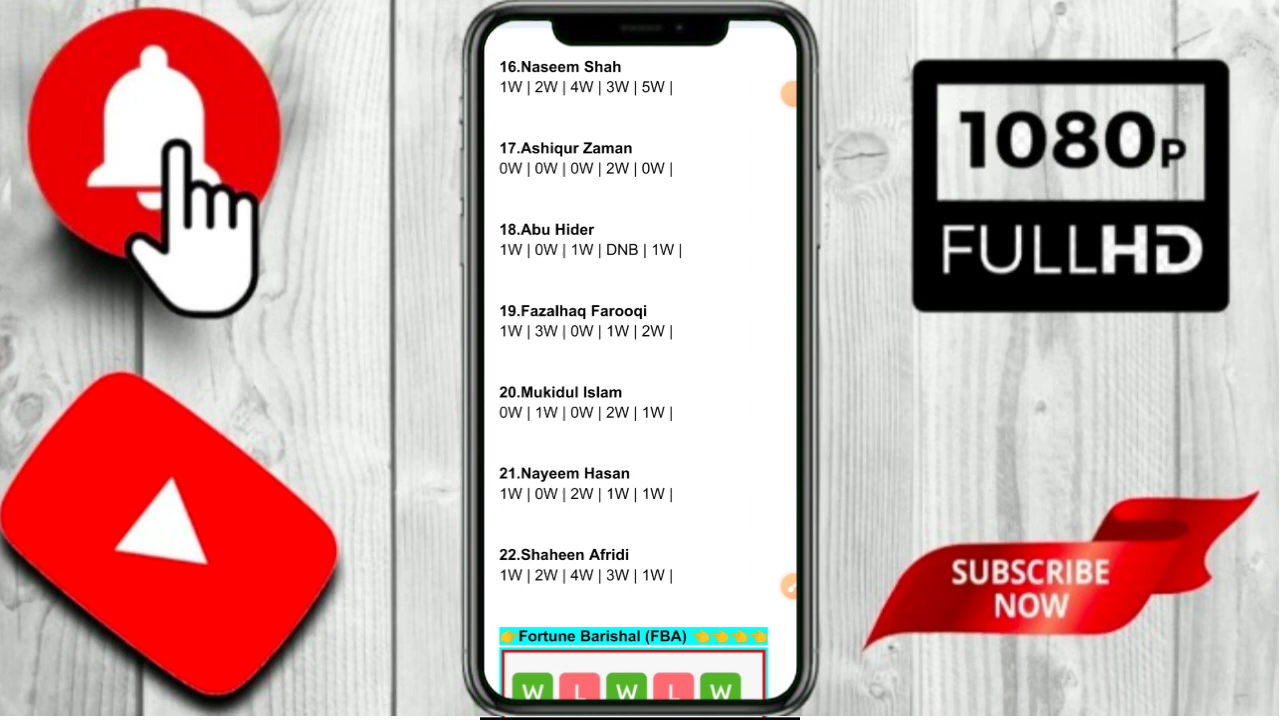 16.Naseem Shah
1W | 2W | 4W | 3W | 5W |
17.Ashiqur Zaman
0W | 0W | 0W | 2W | 0W |
18.Abu Hider
1W | 0W | 1W | DNB | 1W |
19.Fazalhaq Farooqi
1W | 3W | 0W | 1W | 2W |
20.Mukidul Islam
0W | 1W | 0W | 2W | 1W |
21.Nayeem Hasan
1W | 0W | 2W | 1W | 1W |
22.Shaheen Afridi
1W | 2W | 4W | 3W | 1W |
👉Fortune Barishal (FBA) 👈👈👈👈
W L W L W
1080P
FULLHD
SUBSCRIBE
NOW